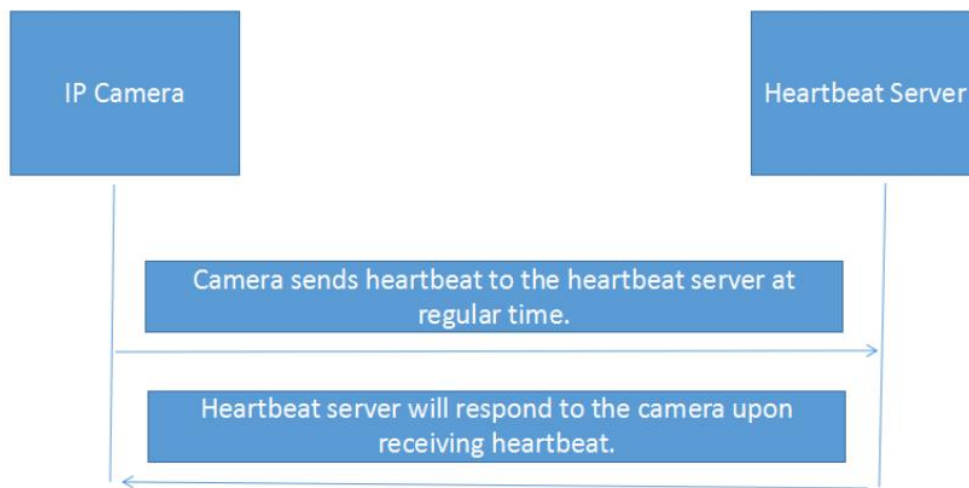 IP Camera
Heartbeat Server
Camera sends heartbeat to the heartbeat server at
regular time.
Heartbeat server will respond to the camera upon
receiving heartbeat.